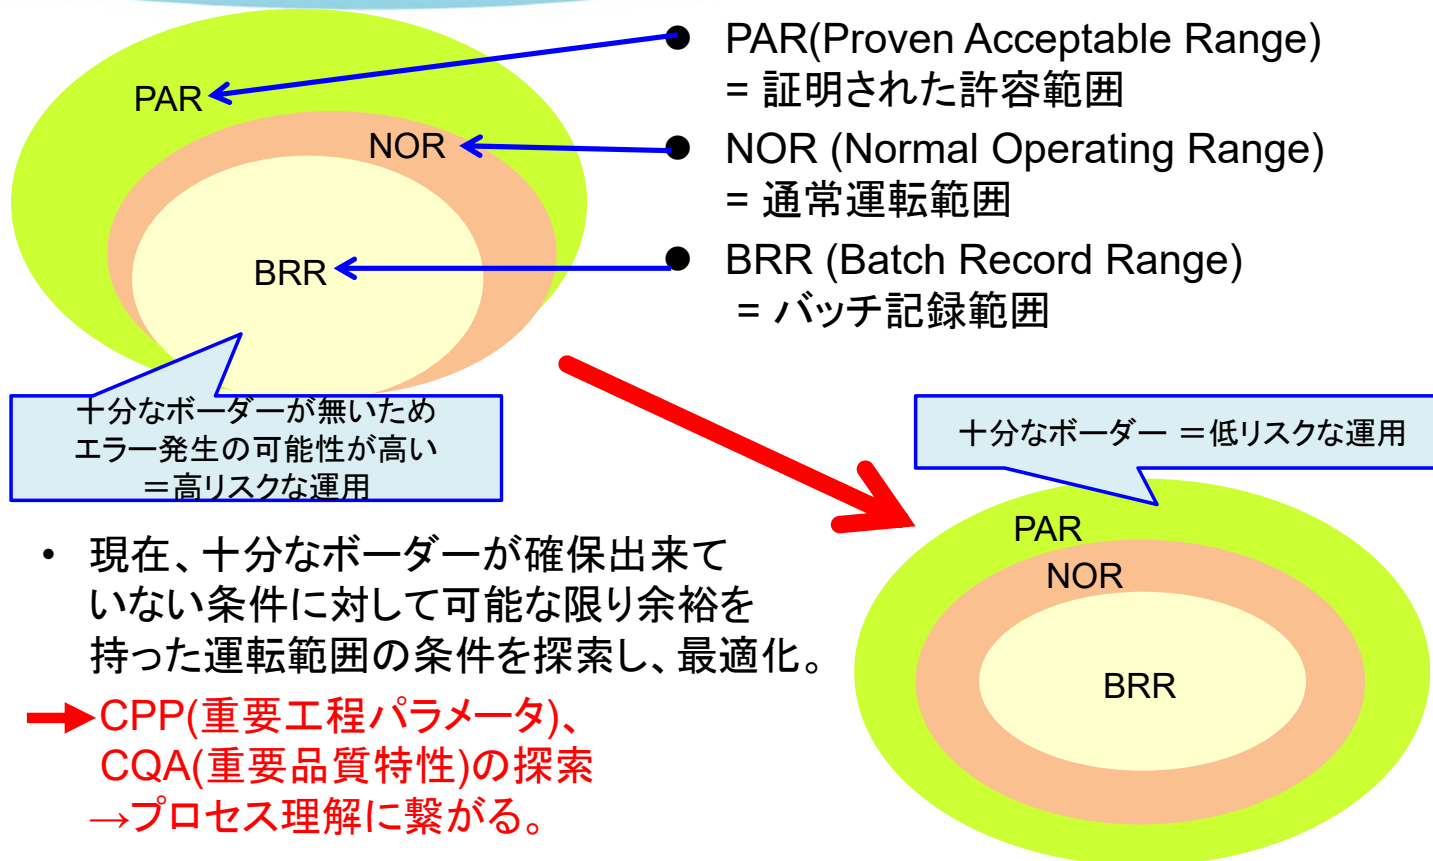 PAR
NOR
BRR
● PAR(Proven Acceptable Range)
= 証明された許容範囲
● NOR (Normal Operating Range)
= 通常運転範囲
● BRR (Batch Record Range)
= バッチ記録範囲
十分なボーダーが無いため
エラー発生の可能性が高い
＝高リスクな運用
十分なボーダー ＝低リスクな運用
• 現在、十分なボーダーが確保出来て
いない条件に対して可能な限り余裕を
持った運転範囲の条件を探索し、最適化。
CPP(重要工程パラメータ)、
CQA(重要品質特性)の探索
→プロセス理解に繋がる。
PAR
NOR
BRR